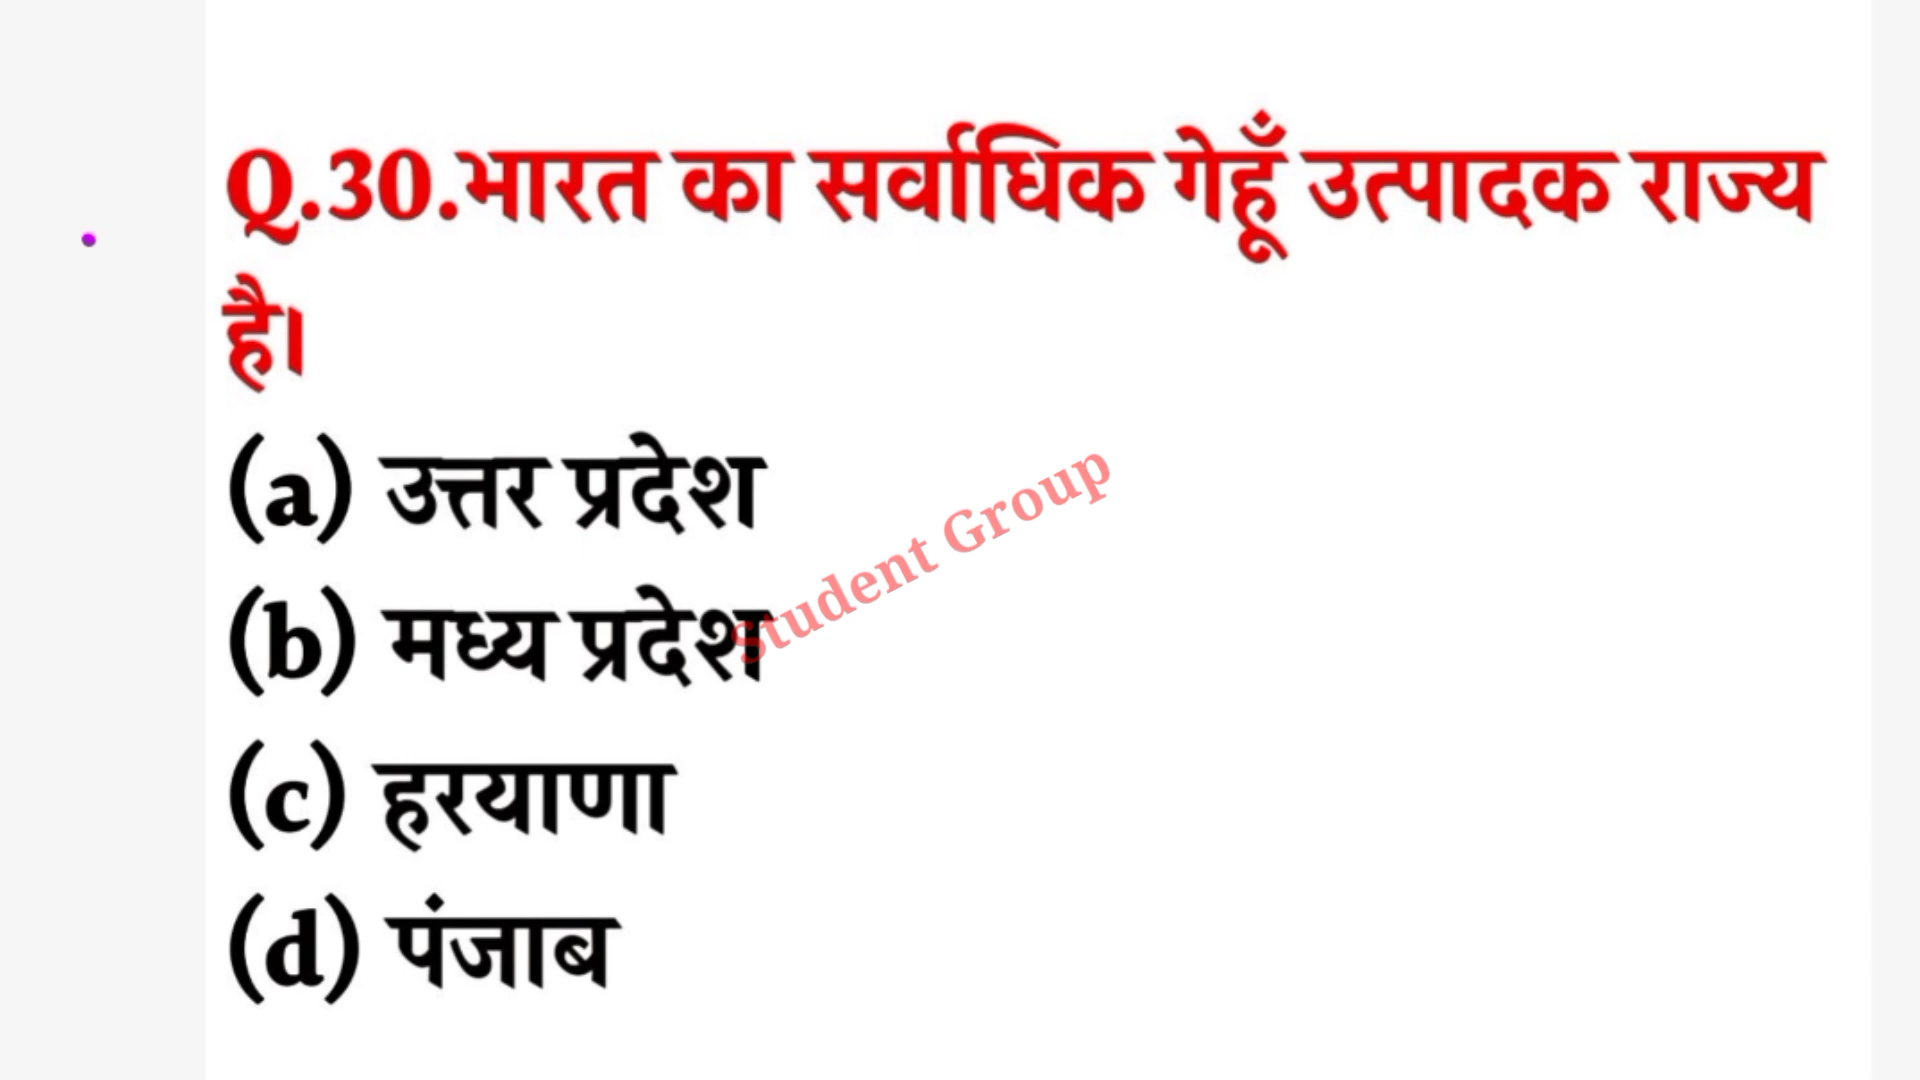 Q.30.भारत का सर्वाधिक गेहूँ उत्पादक राज्य
है।
(a) उत्तर प्रदेश
(b) मध्य प्रदेश
(c) हरयाणा
(d) पंजाब
Student Group